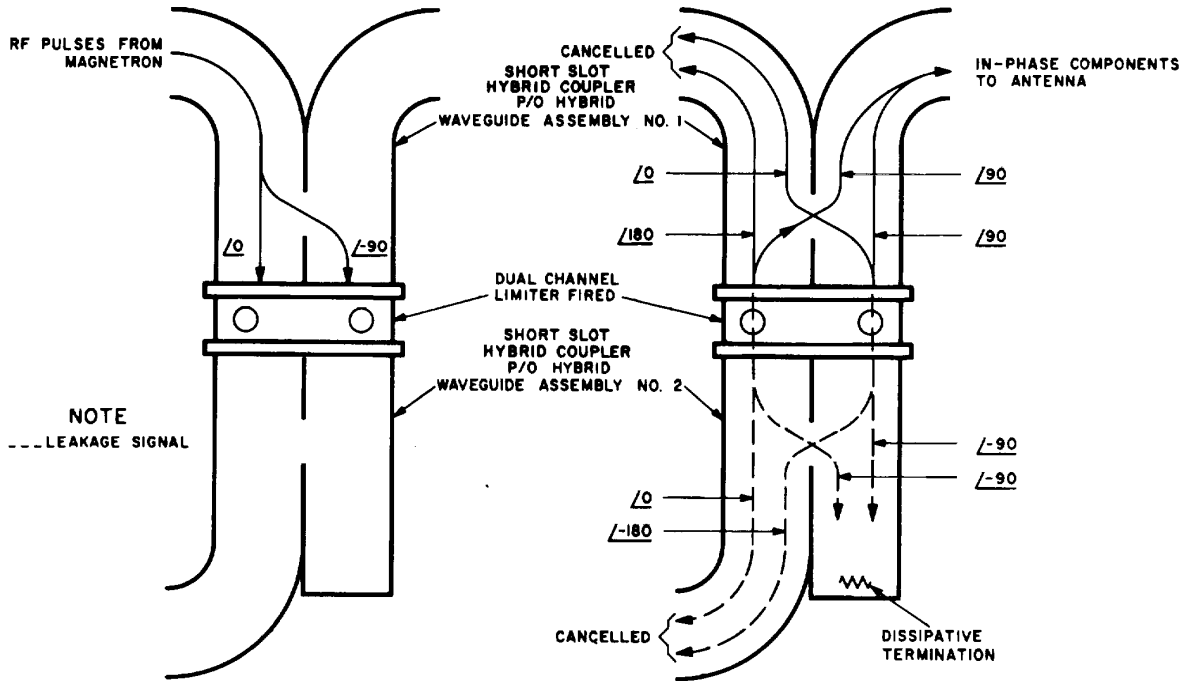 RF PULSES FROM
MAGNETRON
SHORT SLOT
HYBRID COUPLER
P/O HYBRID
WAVEGUIDE ASSEMBLY NO. 1
/0
/-90
DUAL CHANNEL
LIMITER FIRED
SHORT SLOT
HYBRID COUPLER
P/O HYBRID
WAVEGUIDE ASSEMBLY NO. 2
NOTE
---LEAKAGE SIGNAL
CANCELLED
IN-PHASE COMPONENTS
TO ANTENNA
/0
/90
/180
/90
/-90
/-90
/0
/-180
CANCELLED
DISSIPATIVE
TERMINATION